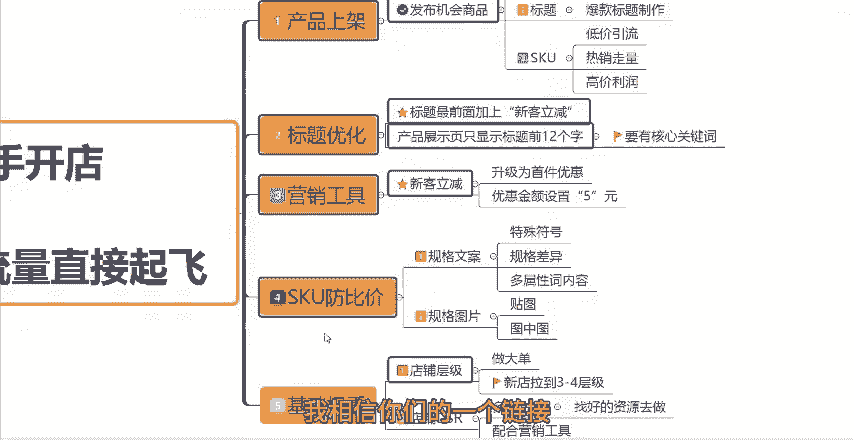 手开店
流量直接起飞
1 产品上架
发布机会商品
1 标题
爆款标题制作
SKU
低价引流
热销走量
高价利润
2 标题优化
标题最前面加上“新客立减”
产品展示页只显示标题前12个字
要有核心关键词
3 营销工具
新客立减
升级为首件优惠
优惠金额设置“5”元
4 SKU防比价
规格文案
特殊符号
规格差异
多属性词内容
规格图片
贴图
图中图
5
店铺层级
做大单
新店拉到3-4层级
找好的资源去做
配合营销工具
我相信你们的一个链接